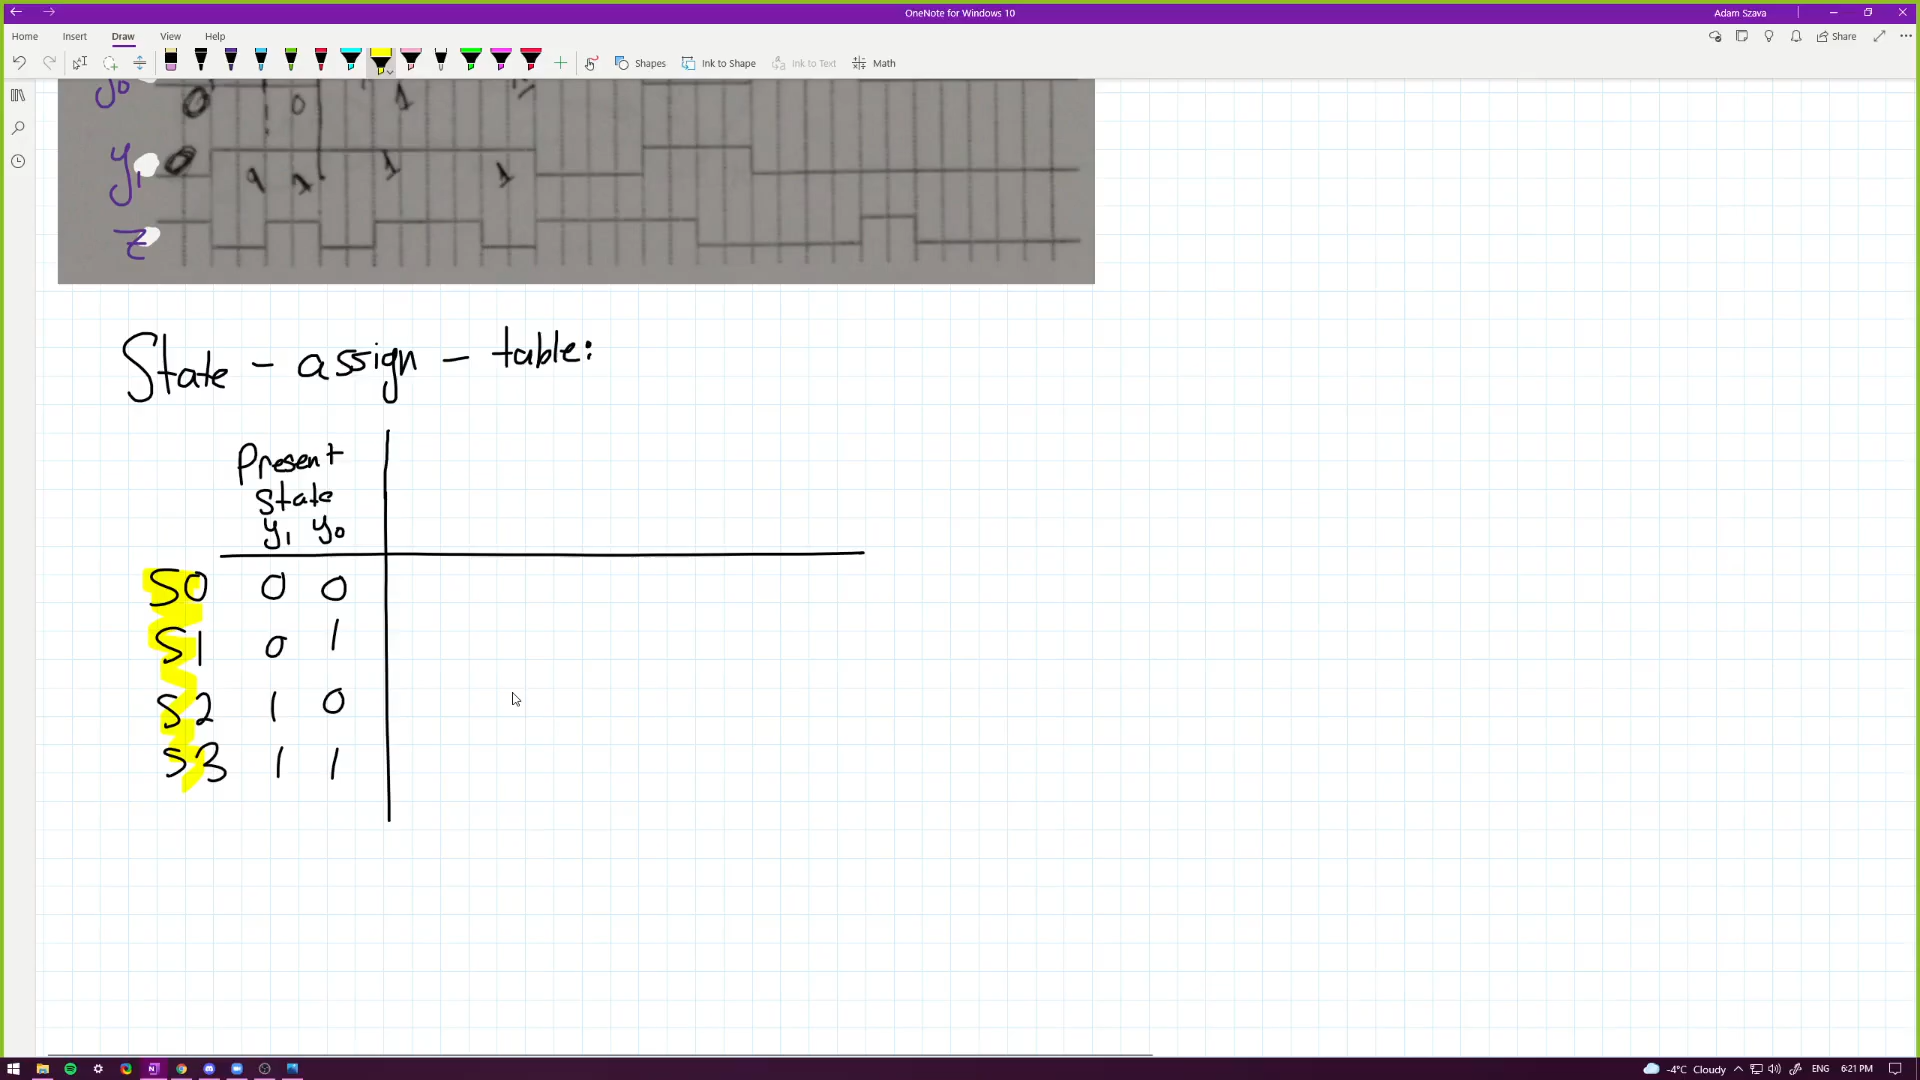 OneNote for Windows 10
Adam Szava
Home Insert Draw View Help
Share
Shapes Ink to Shape Ink to Text Math
y0
0 0 1
y1
0 1 1 1
z
State - assign - table:
Present
State
y1 y0
S0 0 0
S1 0 1
S2 1 0
S3 1 1
-4°C Cloudy ENG 6:21 PM